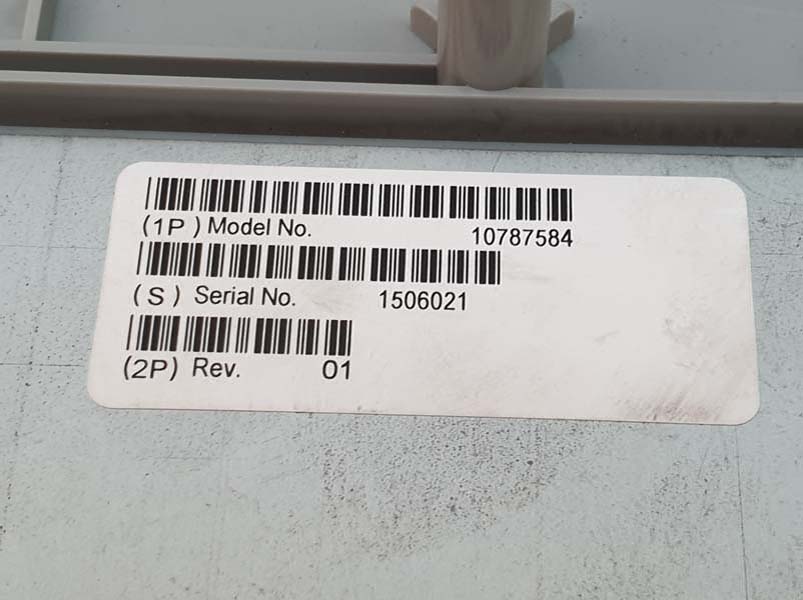 (1P) Model No. 10787584
(S) Serial No. 1506021
(2P) Rev. 01